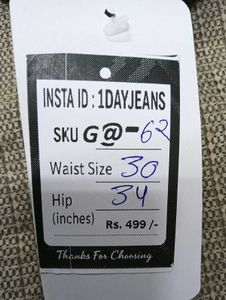 INSTA ID : 1DAYJEANS
SKU G@-62
Waist Size 30
Hip 34
(inches) Rs. 499 /-
Thanks For Choosing